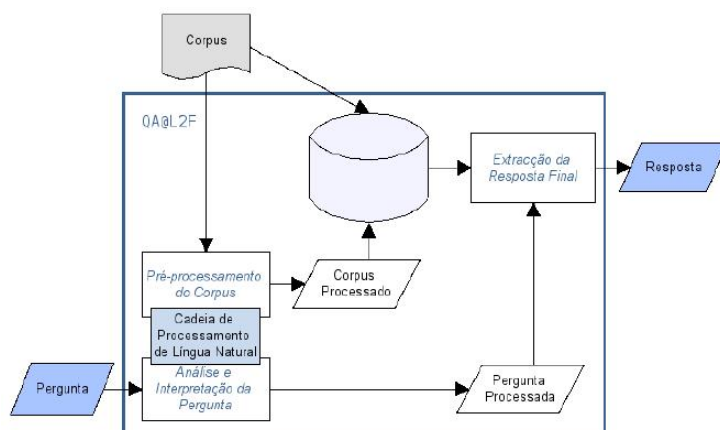 Corpus
QA@L2F
Extracção da
Resposta Final
Resposta
Pré-processamento
do Corpus
Corpus
Processado
Cadeia de
Processamento
de Língua Natural
Pergunta
Análise e
Interpretação da
Pergunta
Pergunta
Processada